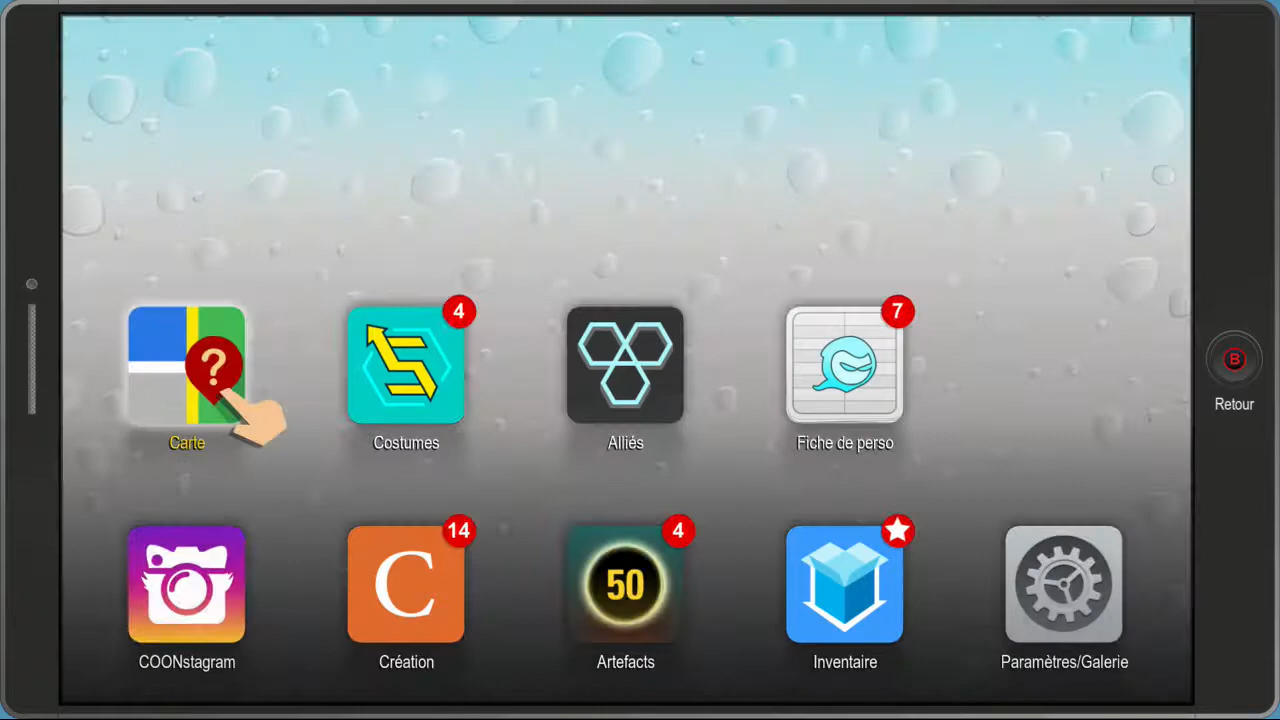 4
7
?
B
Retour
Carte
Costumes
Alliés
Fiche de perso
14
4
C
50
COONstagram
Création
Artefacts
Inventaire
Paramètres/Galerie